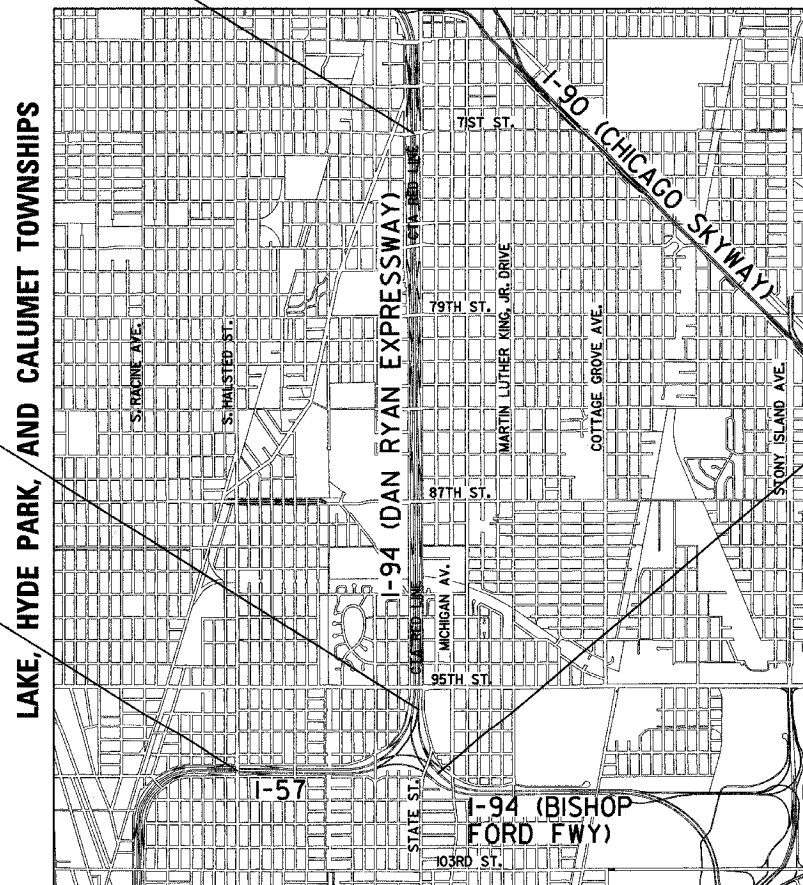 LAKE, HYDE PARK, AND CALUMET TOWNSHIPS
71ST ST.
I-90 (CHICAGO SKYWAY)
CTA RED LINE
I-94 (DAN RYAN EXPRESSWAY)
MARTIN LUTHER KING, JR. DRIVE
79TH ST.
COTTAGE GROVE AVE.
S. RACINE AVE.
S. HALSTED ST.
STONY ISLAND AVE.
87TH ST.
CTA RED LINE
MICHIGAN AV.
95TH ST.
I-57
STATE ST.
I-94 (BISHOP
FORD FWY)
103RD ST.